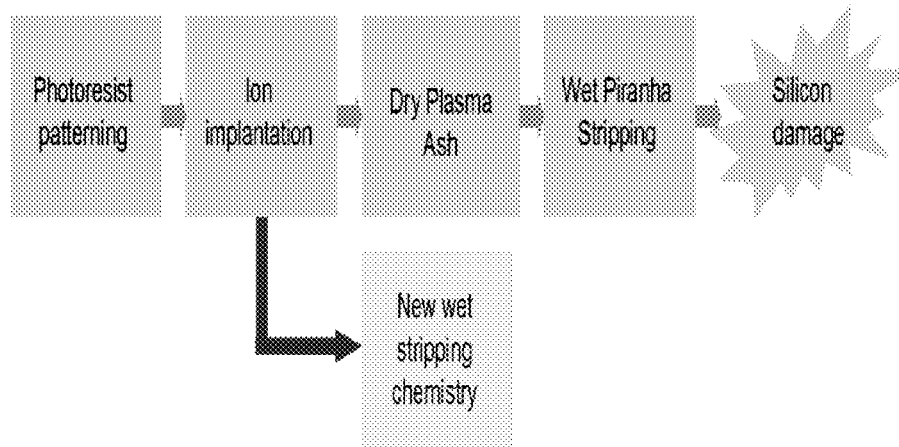 Photoresist
patterning
Ion
implantation
Dry Plasma
Ash
Wet Piranha
Stripping
Silicon
damage
New wet
stripping
chemistry